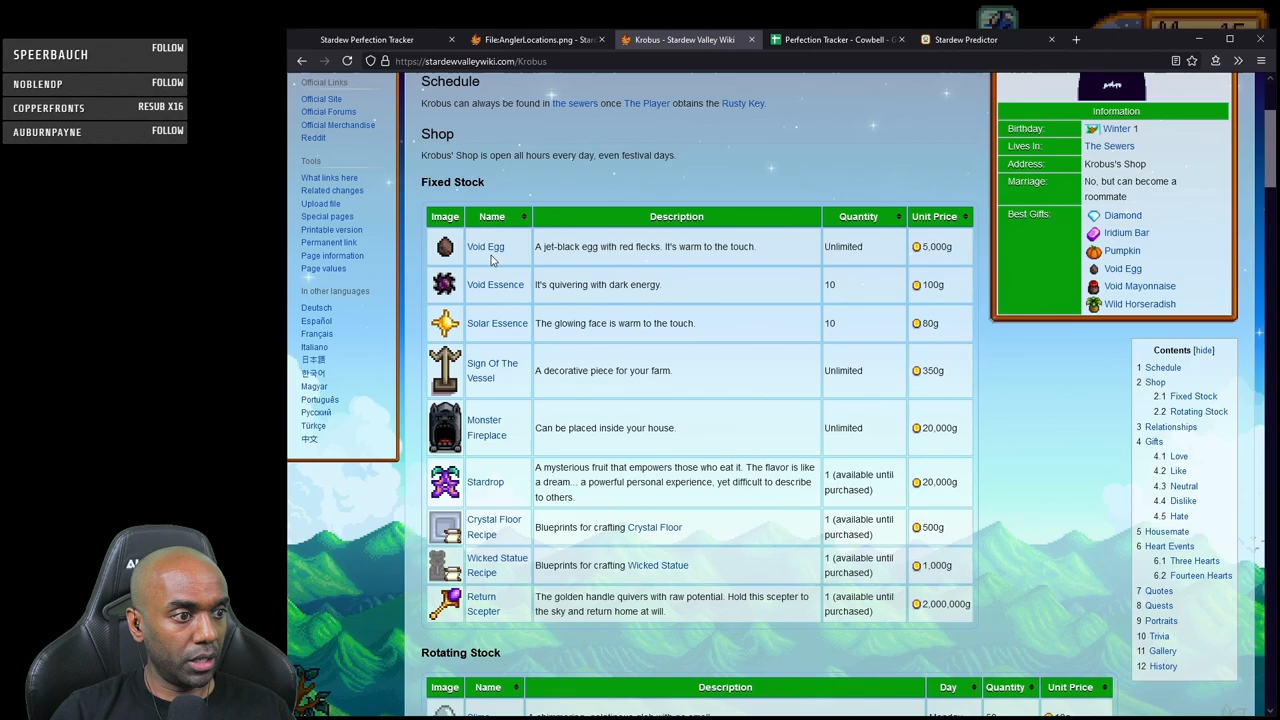 SPEERBAUCH FOLLOW
NOBLENOP FOLLOW
COPPERFRONTS RESUB X16
AUBURNPAYNE FOLLOW
Stardew Perfection Tracker
FileːAnglerLocations.png - Star
Krobus - Stardew Valley Wiki
Perfection Tracker - Cowbell - G
Stardew Predictor
https://stardewvalleywiki.com/Krobus
Official Links
Official Site
Official Forums
Official Merchandise
Reddit
Tools
What links here
Related changes
Upload file
Special pages
Printable version
Permanent link
Page information
Page values
In other languages
Deutsch
Español
Français
Italiano
日本語
한국어
Magyar
Português
Русский
Türkçe
中文
Schedule
Krobus can always be found in the sewers once The Player obtains the Rusty Key.
Shop
Krobus' Shop is open all hours every day, even festival days.
Fixed Stock
Image Name Description Quantity Unit Price
Void Egg A jet-black egg with red flecks. It's warm to the touch. Unlimited 5,000g
Void Essence It's quivering with dark energy. 10 100g
Solar Essence The glowing face is warm to the touch. 10 80g
Sign Of The Vessel A decorative piece for your farm. Unlimited 350g
Monster Fireplace Can be placed inside your house. Unlimited 20,000g
Stardrop A mysterious fruit that empowers those who eat it. The flavor is like a dream... a powerful personal experience, yet difficult to describe to others. 1 (available until purchased) 20,000g
Crystal Floor Recipe Blueprints for crafting Crystal Floor 1 (available until purchased) 500g
Wicked Statue Recipe Blueprints for crafting Wicked Statue 1 (available until purchased) 1,000g
Return Scepter The golden handle quivers with raw potential. Hold this scepter to the sky and return home at will. 1 (available until purchased) 2,000,000g
Rotating Stock
Image Name Description Day Quantity Unit Price
Information
Birthday: Winter 1
Lives In: The Sewers
Address: Krobus's Shop
Marriage: No, but can become a roommate
Best Gifts: Diamond
Iridium Bar
Pumpkin
Void Egg
Void Mayonnaise
Wild Horseradish
Contents [hide]
1 Schedule
2 Shop
2.1 Fixed Stock
2.2 Rotating Stock
3 Relationships
4 Gifts
4.1 Love
4.2 Like
4.3 Neutral
4.4 Dislike
4.5 Hate
5 Housemate
6 Heart Events
6.1 Three Hearts
6.2 Fourteen Hearts
7 Quotes
8 Quests
9 Portraits
10 Trivia
11 Gallery
12 History